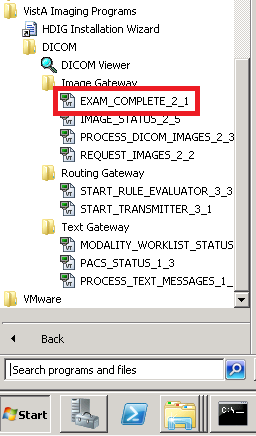 VistA Imaging Programs
HDIG Installation Wizard
DICOM
DICOM Viewer
Image Gateway
EXAM_COMPLETE_2_1
IMAGE_STATUS_2_5
PROCESS_DICOM_IMAGES_2_3
REQUEST_IMAGES_2_2
Routing Gateway
START_RULE_EVALUATOR_3_3
START_TRANSMITTER_3_1
Text Gateway
MODALITY_WORKLIST_STATUS
PACS_STATUS_1_3
PROCESS_TEXT_MESSAGES_1_
VMware
Back
Search programs and files
Start